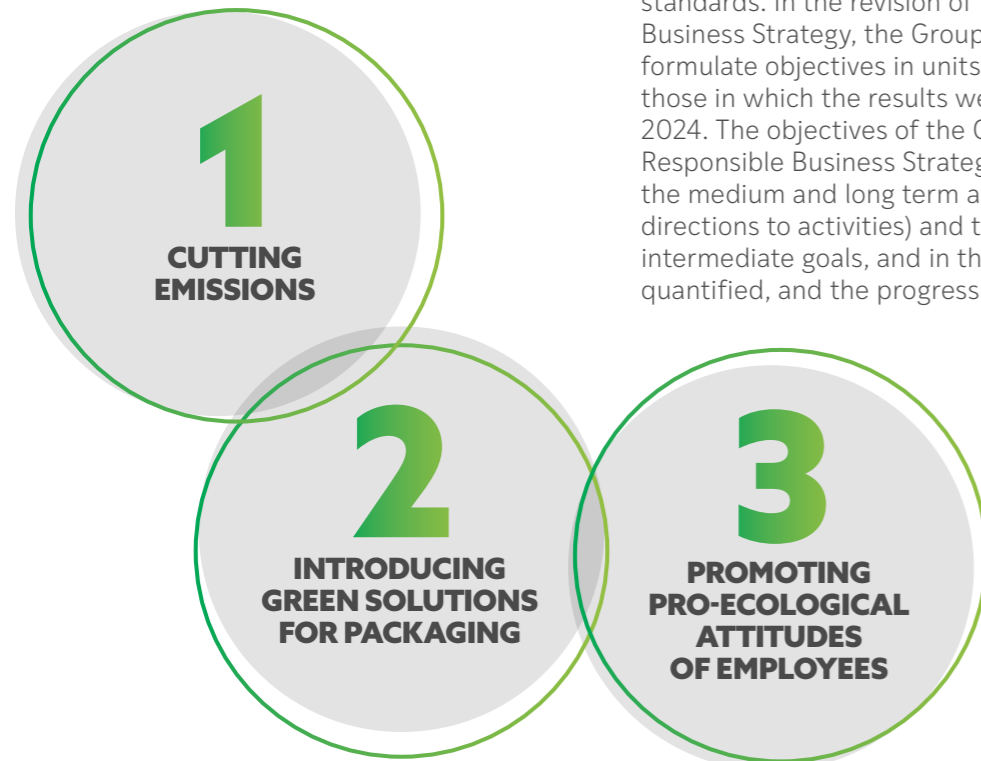 standards. In the revision of
Business Strategy, the Group
formulate objectives in units
those in which the results we
2024. The objectives of the
Responsible Business Strateg
the medium and long term a
directions to activities) and t
intermediate goals, and in th
quantified, and the progress
1
CUTTING
EMISSIONS
2
INTRODUCING
GREEN SOLUTIONS
FOR PACKAGING
3
PROMOTING
PRO-ECOLOGICAL
ATTITUDES
OF EMPLOYEES